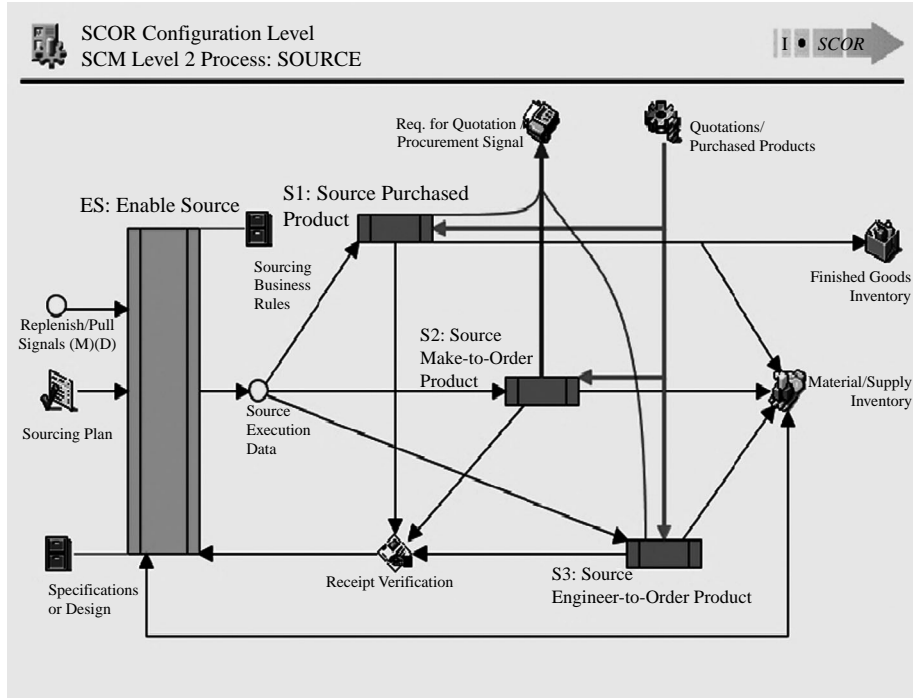 SCOR Configuration Level
SCM Level 2 Process: SOURCE
I • SCOR
Req. for Quotation /
Procurement Signal
Quotations/
Purchased Products
ES: Enable Source
S1: Source Purchased
Product
Sourcing
Business
Rules
Finished Goods
Inventory
Replenish/Pull
Signals (M)(D)
S2: Source
Make-to-Order
Product
Material/Supply
Inventory
Sourcing Plan
Source
Execution
Data
Receipt Verification
S3: Source
Engineer-to-Order Product
Specifications
or Design